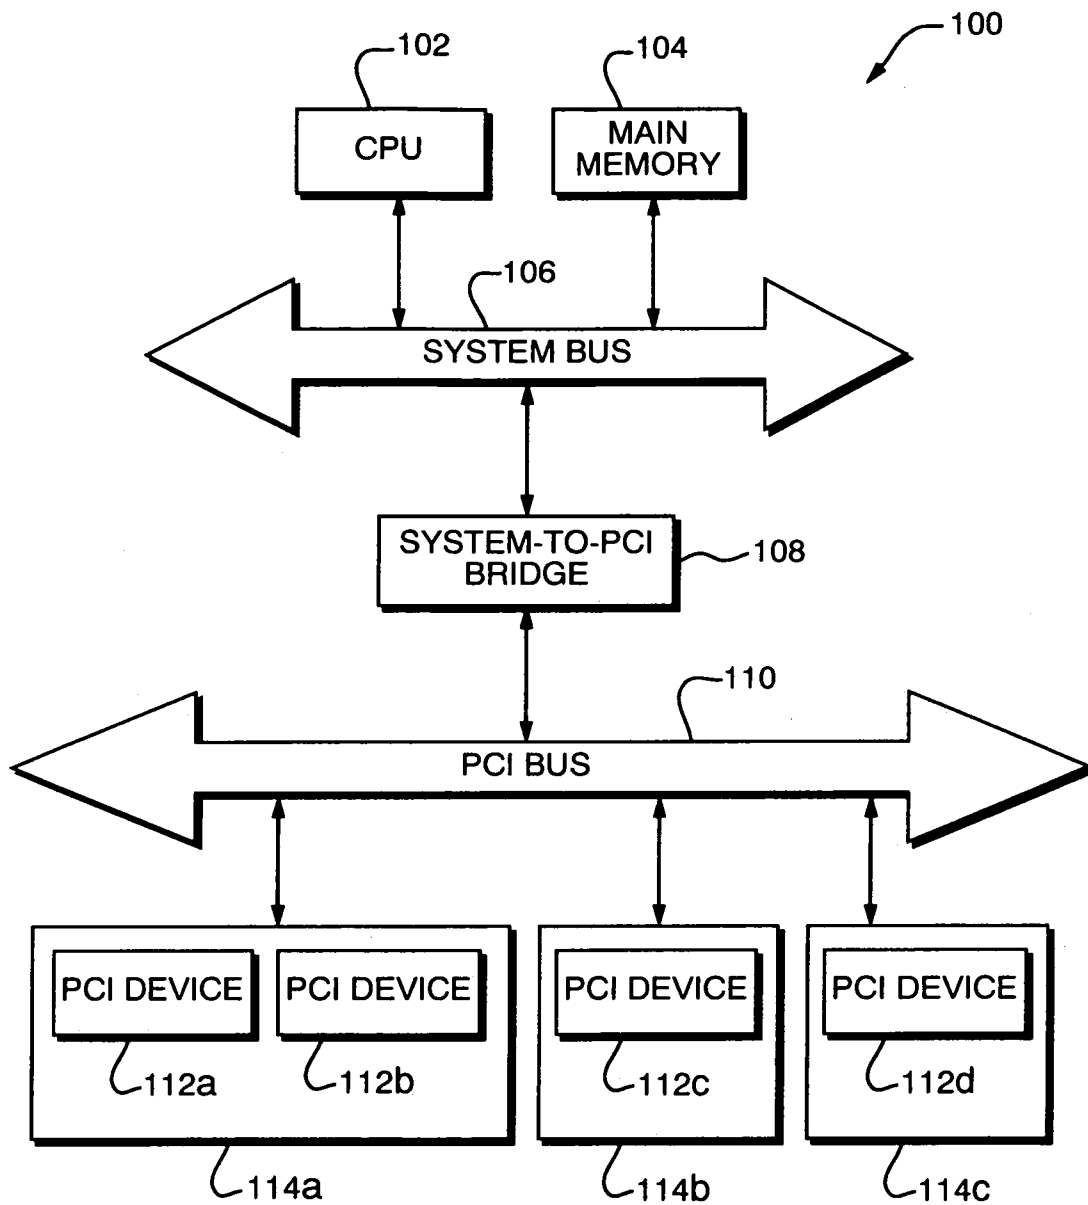 100
102
104
CPU
MAIN
MEMORY
106
SYSTEM BUS
SYSTEM-TO-PCI
BRIDGE
108
110
PCI BUS
PCI DEVICE
PCI DEVICE
PCI DEVICE
PCI DEVICE
112a
112b
112c
112d
114a
114b
114c